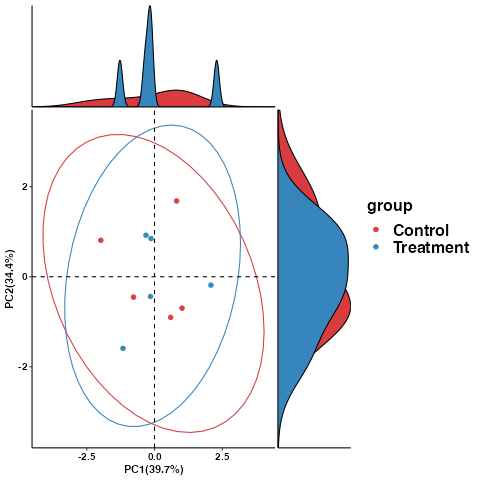 2
0
-2
PC2(34.4%)
-2.5
0.0
2.5
PC1(39.7%)
group
Control
Treatment